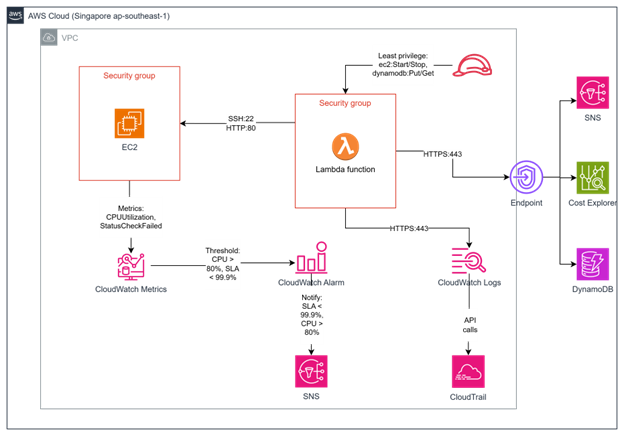 aws
AWS Cloud (Singapore ap-southeast-1)
VPC
Least privilege:
ec2:Start/Stop,
dynamodb:Put/Get
Security group
EC2
SSH:22
HTTP:80
Security group
Lambda function
HTTPS:443
Endpoint
SNS
Cost Explorer
DynamoDB
Metrics:
CPUUtilization,
StatusCheckFailed
CloudWatch Metrics
Threshold:
CPU >
80%, SLA
< 99.9%
CloudWatch Alarm
HTTPS:443
CloudWatch Logs
Notify:
SLA <
99.9%,
CPU >
80%
SNS
API
calls
CloudTrail